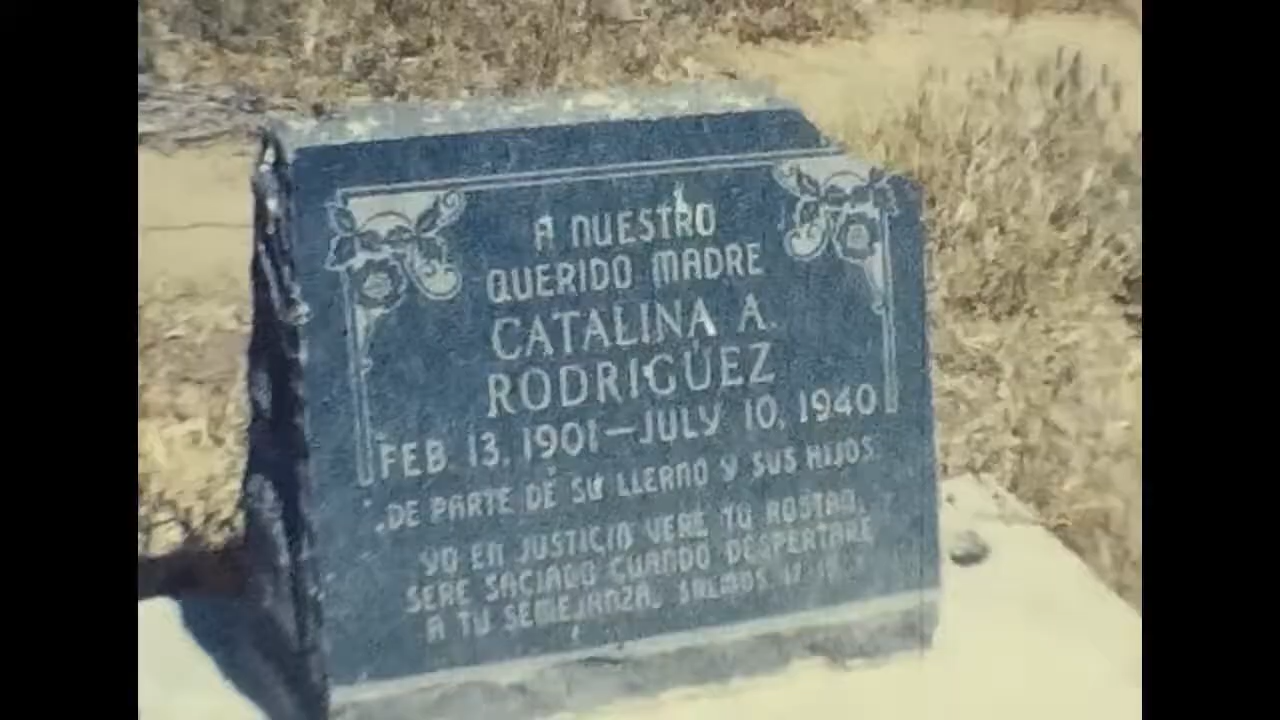 A NUESTRO
QUERIDO MADRE
CATALINA A.
RODRIGUEZ
FEB. 13, 1901—JULY 10, 1940
DE PARTE DE SU LLERNO Y SUS HIJOS
YO EN JUSTICIA VERE TU ROSTRO,
SERE SACIADO CUANDO DESPERTARE
A TU SEMEJANZA. SALMOS. 17